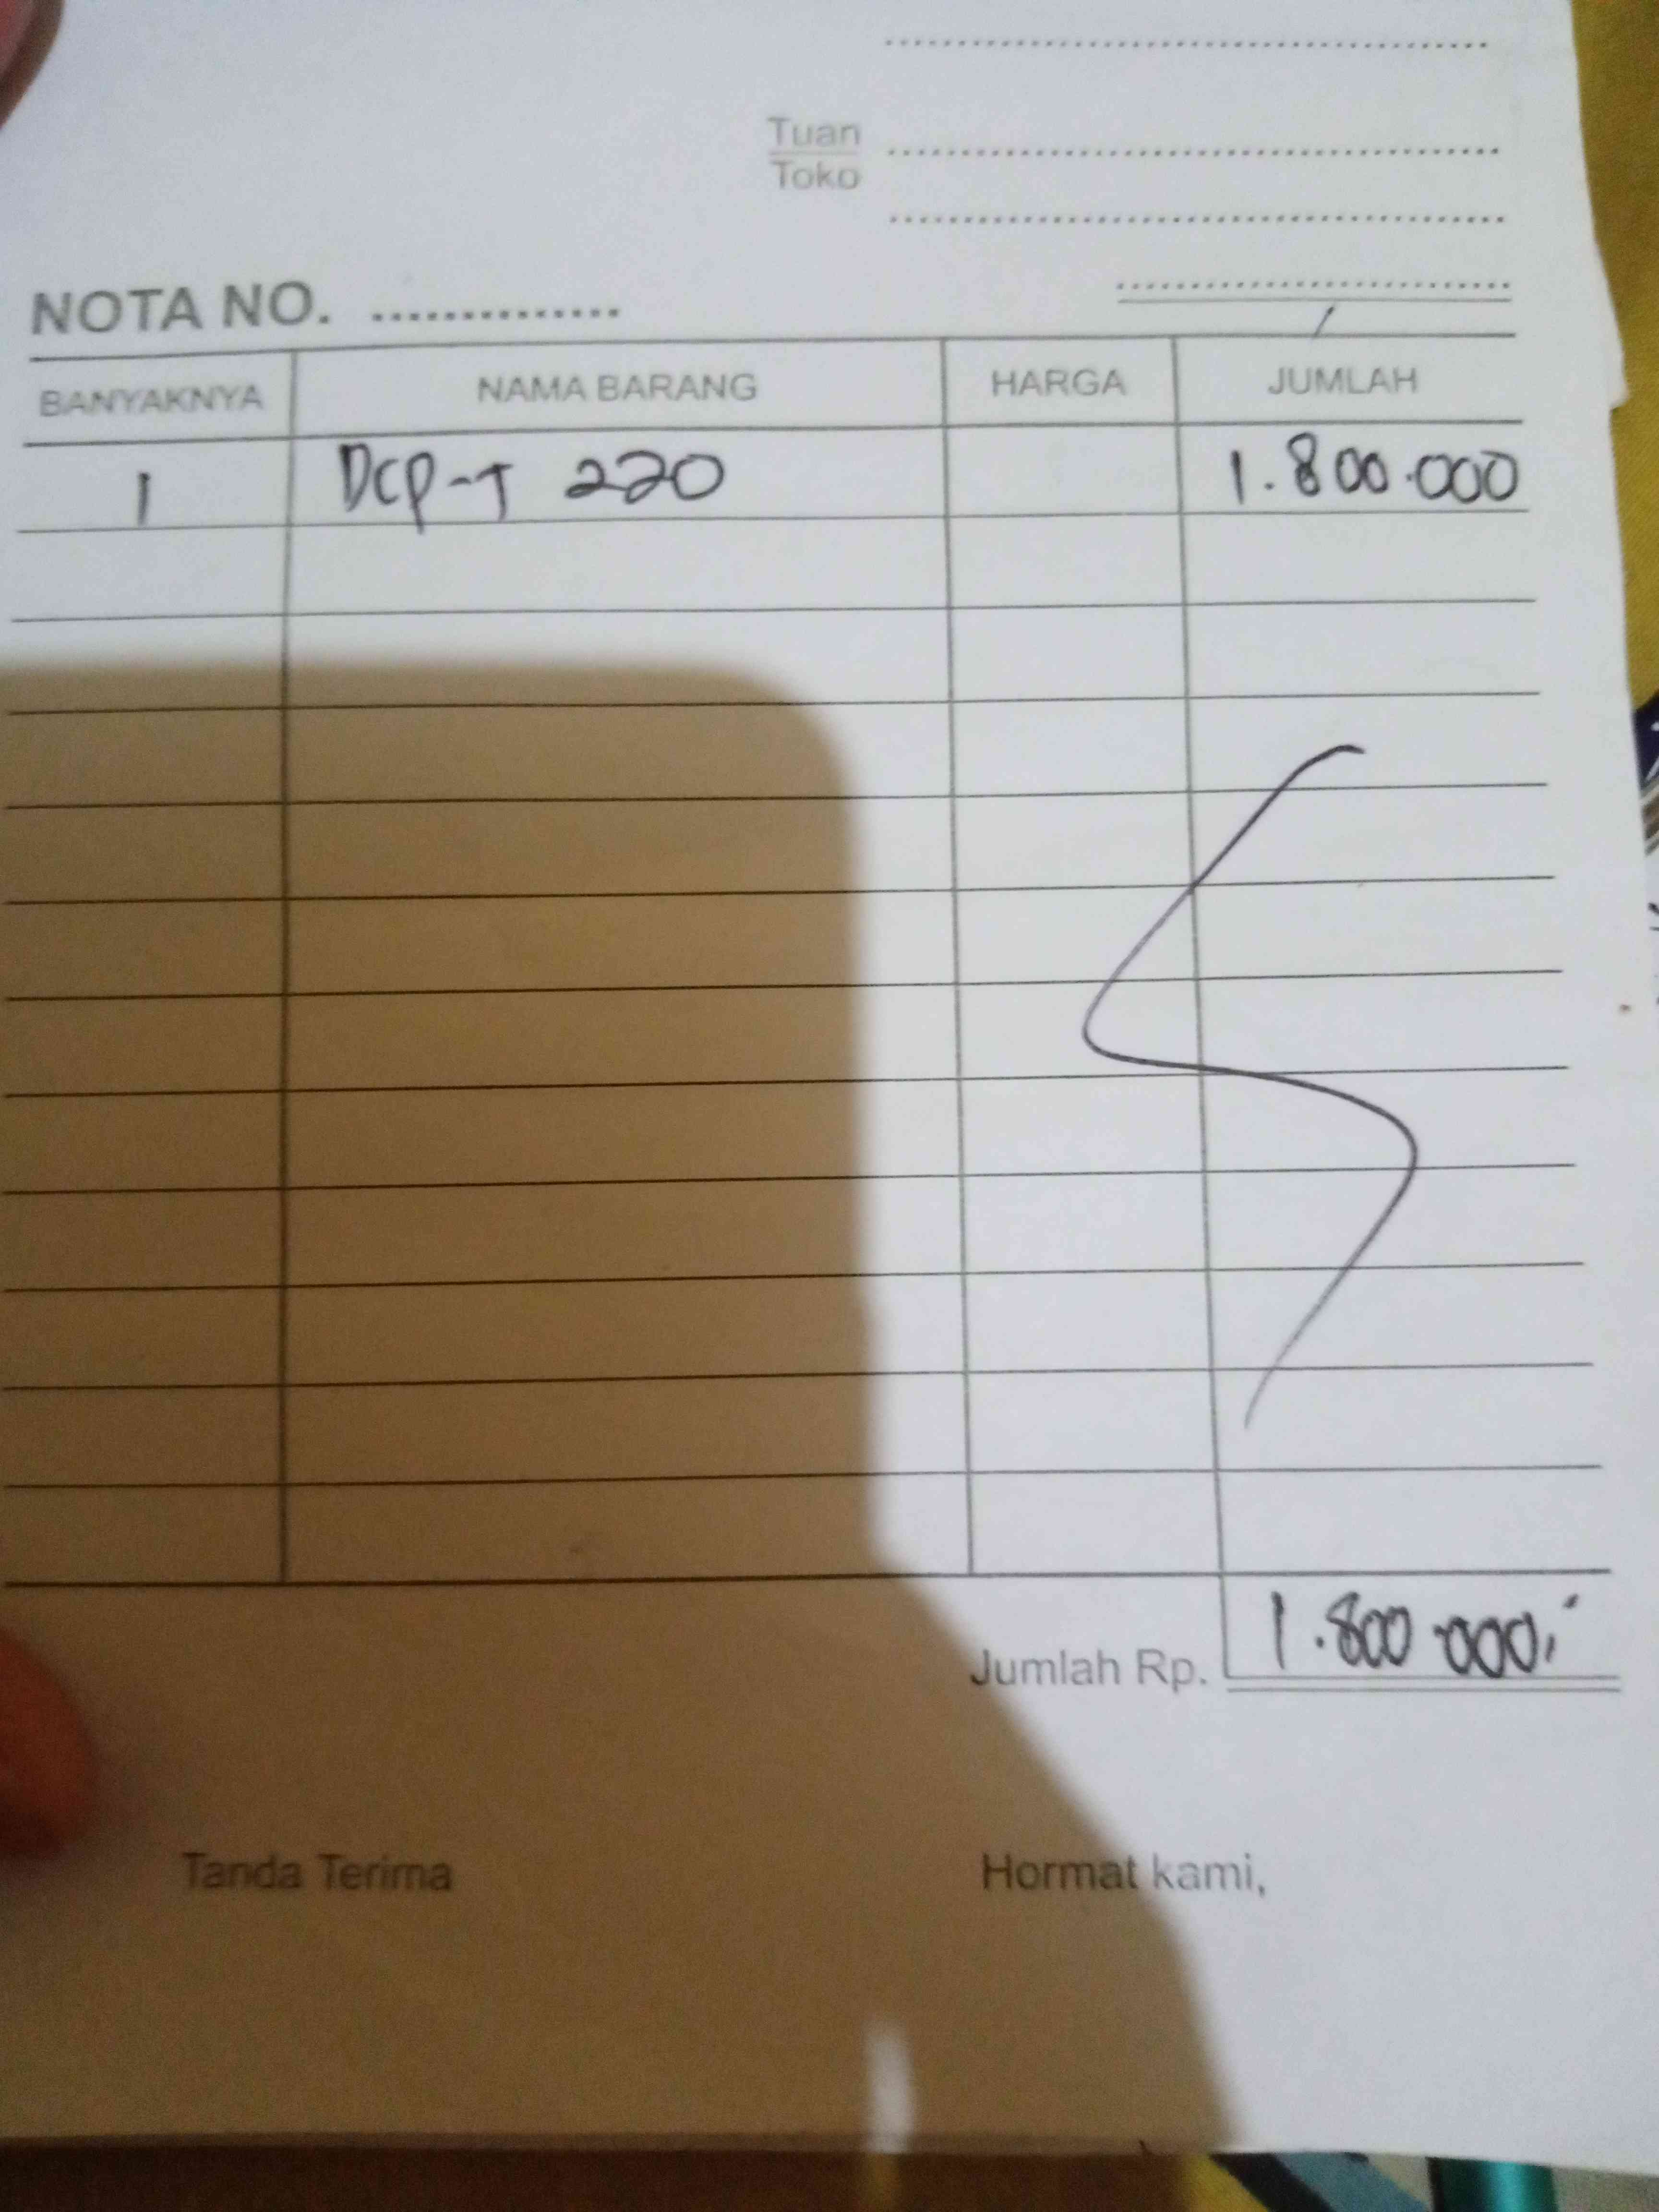 Tuan
Toko
NOTA NO.
BANYAKNYA NAMA BARANG HARGA JUMLAH
1 DCP-T 220 1.800.000
Jumlah Rp. 1.800.000,-
Tanda Terima Hormat kami,